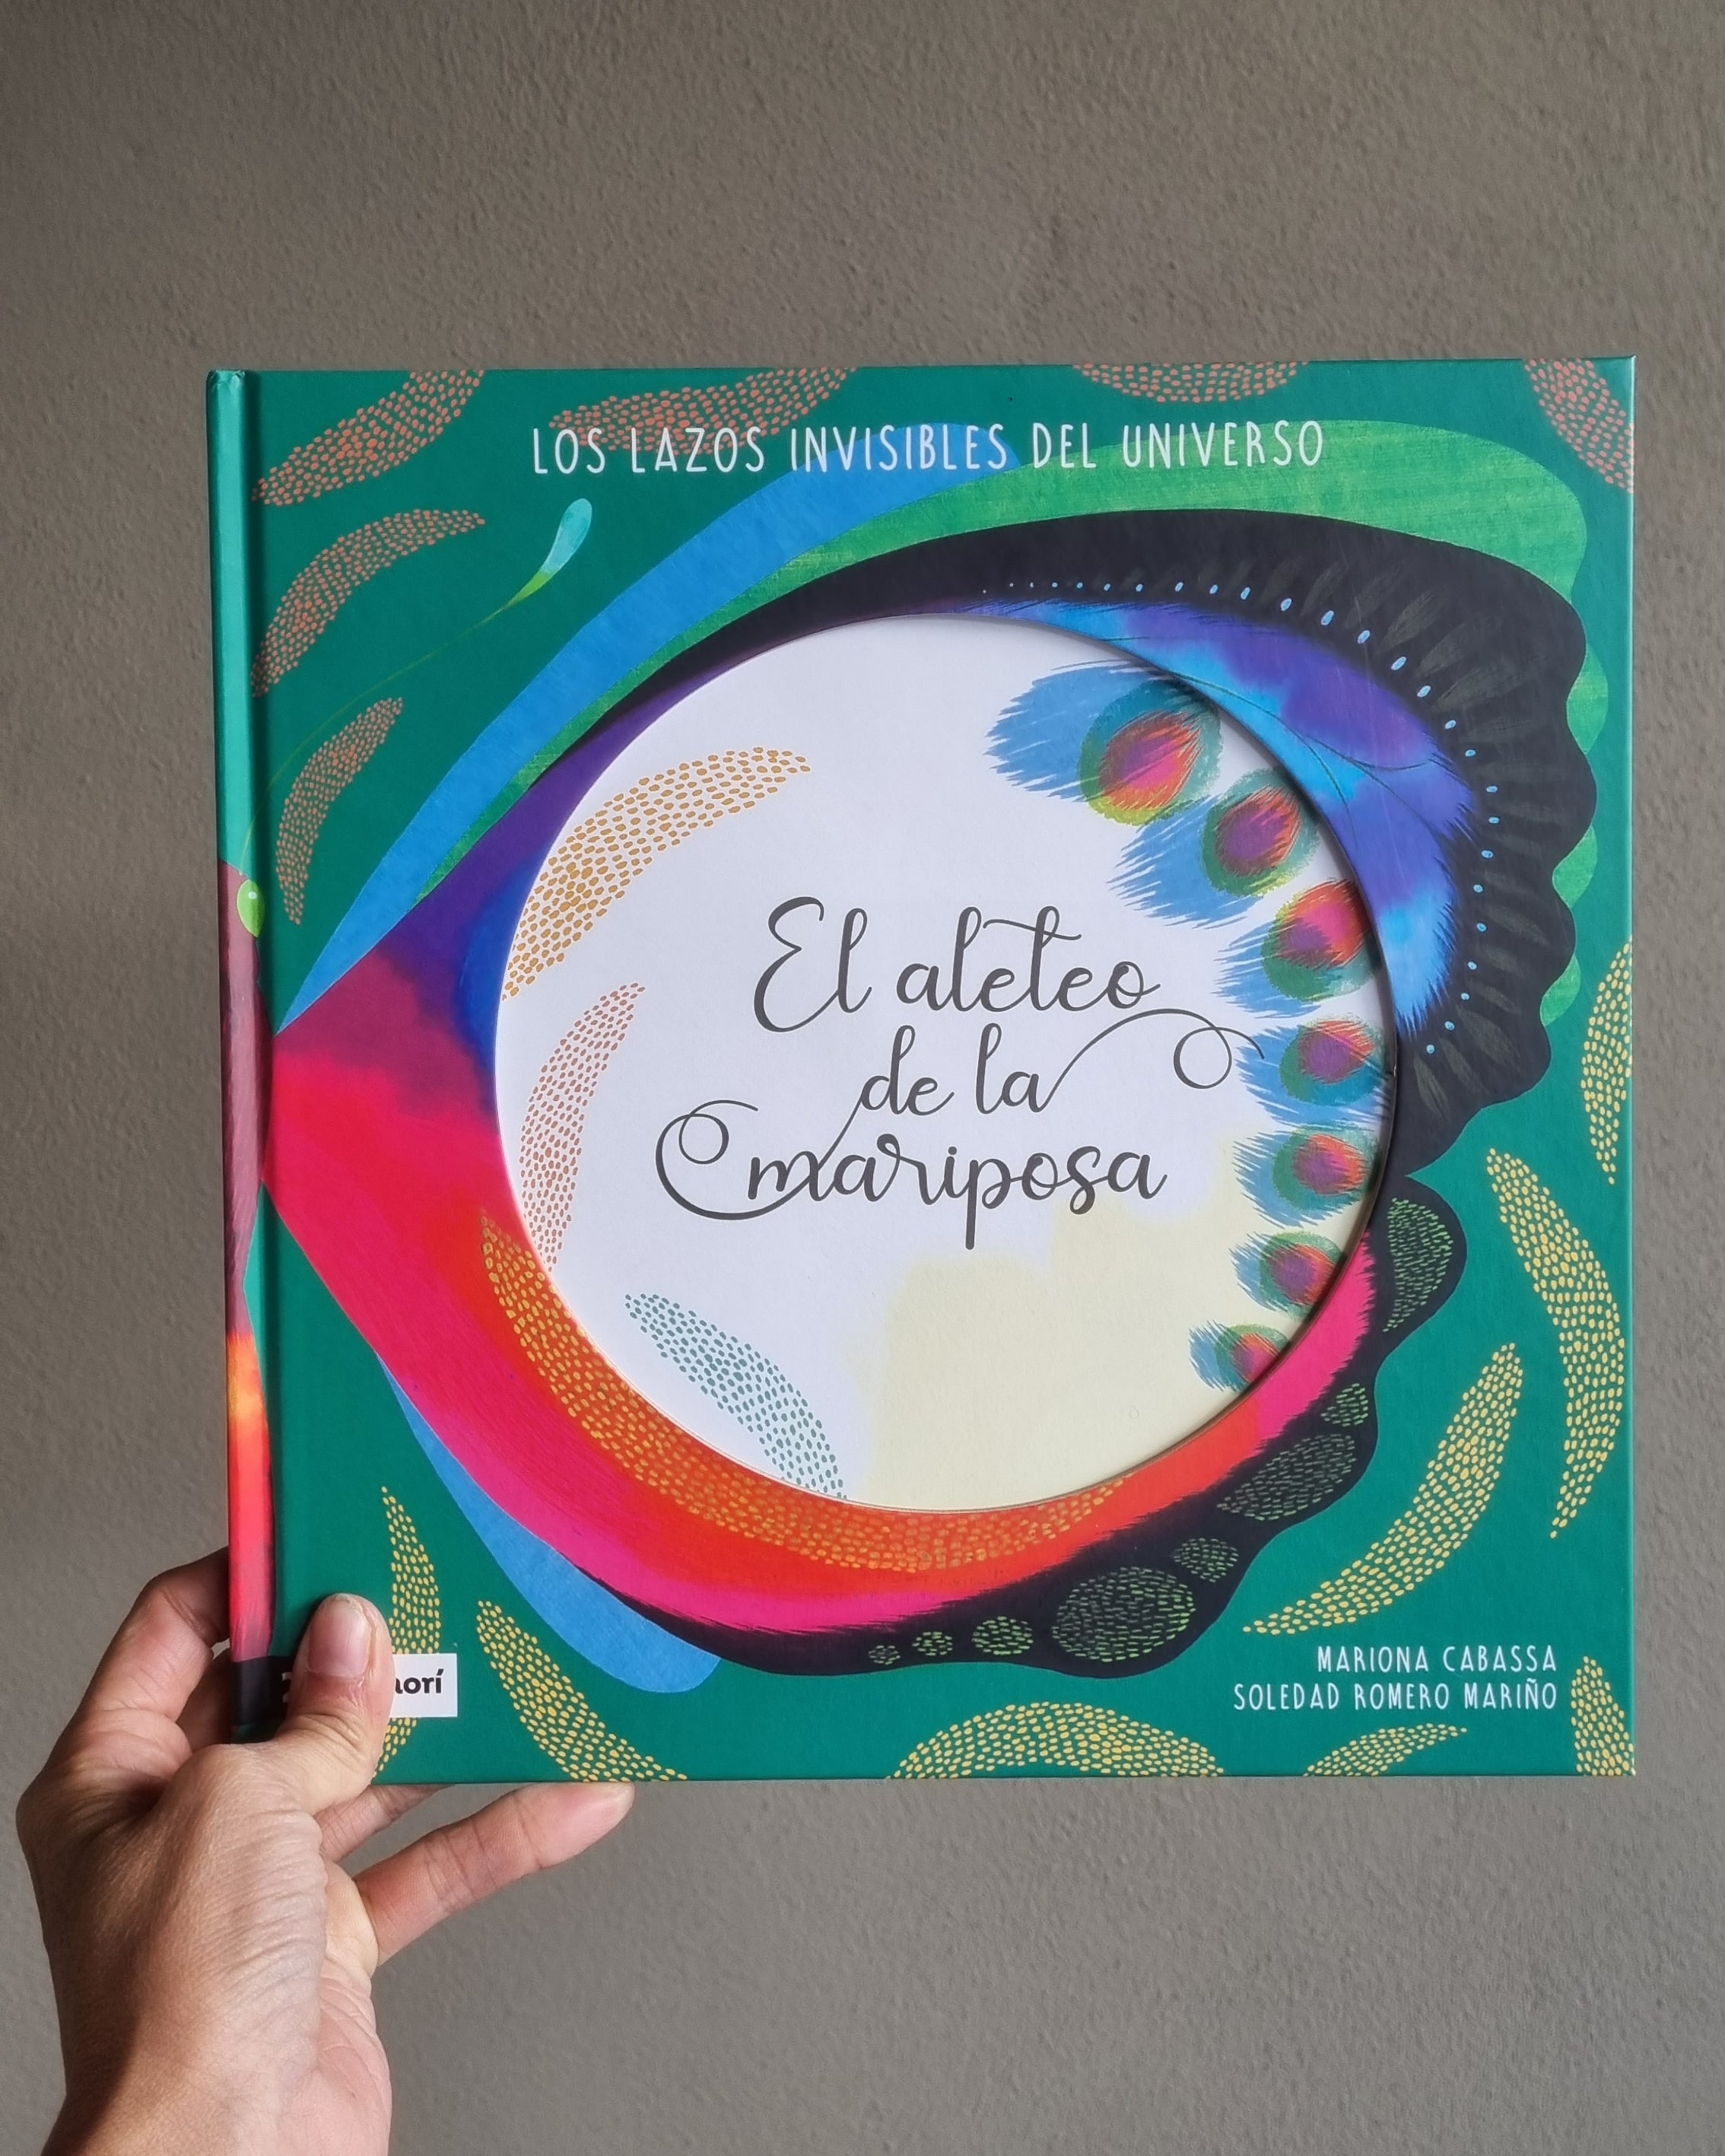 LOS LAZOS INVISIBLES DEL UNIVERSO
El aleteo
de la
mariposa
MARIONA CABASSA
SOLEDAD ROMERO MARIÑO